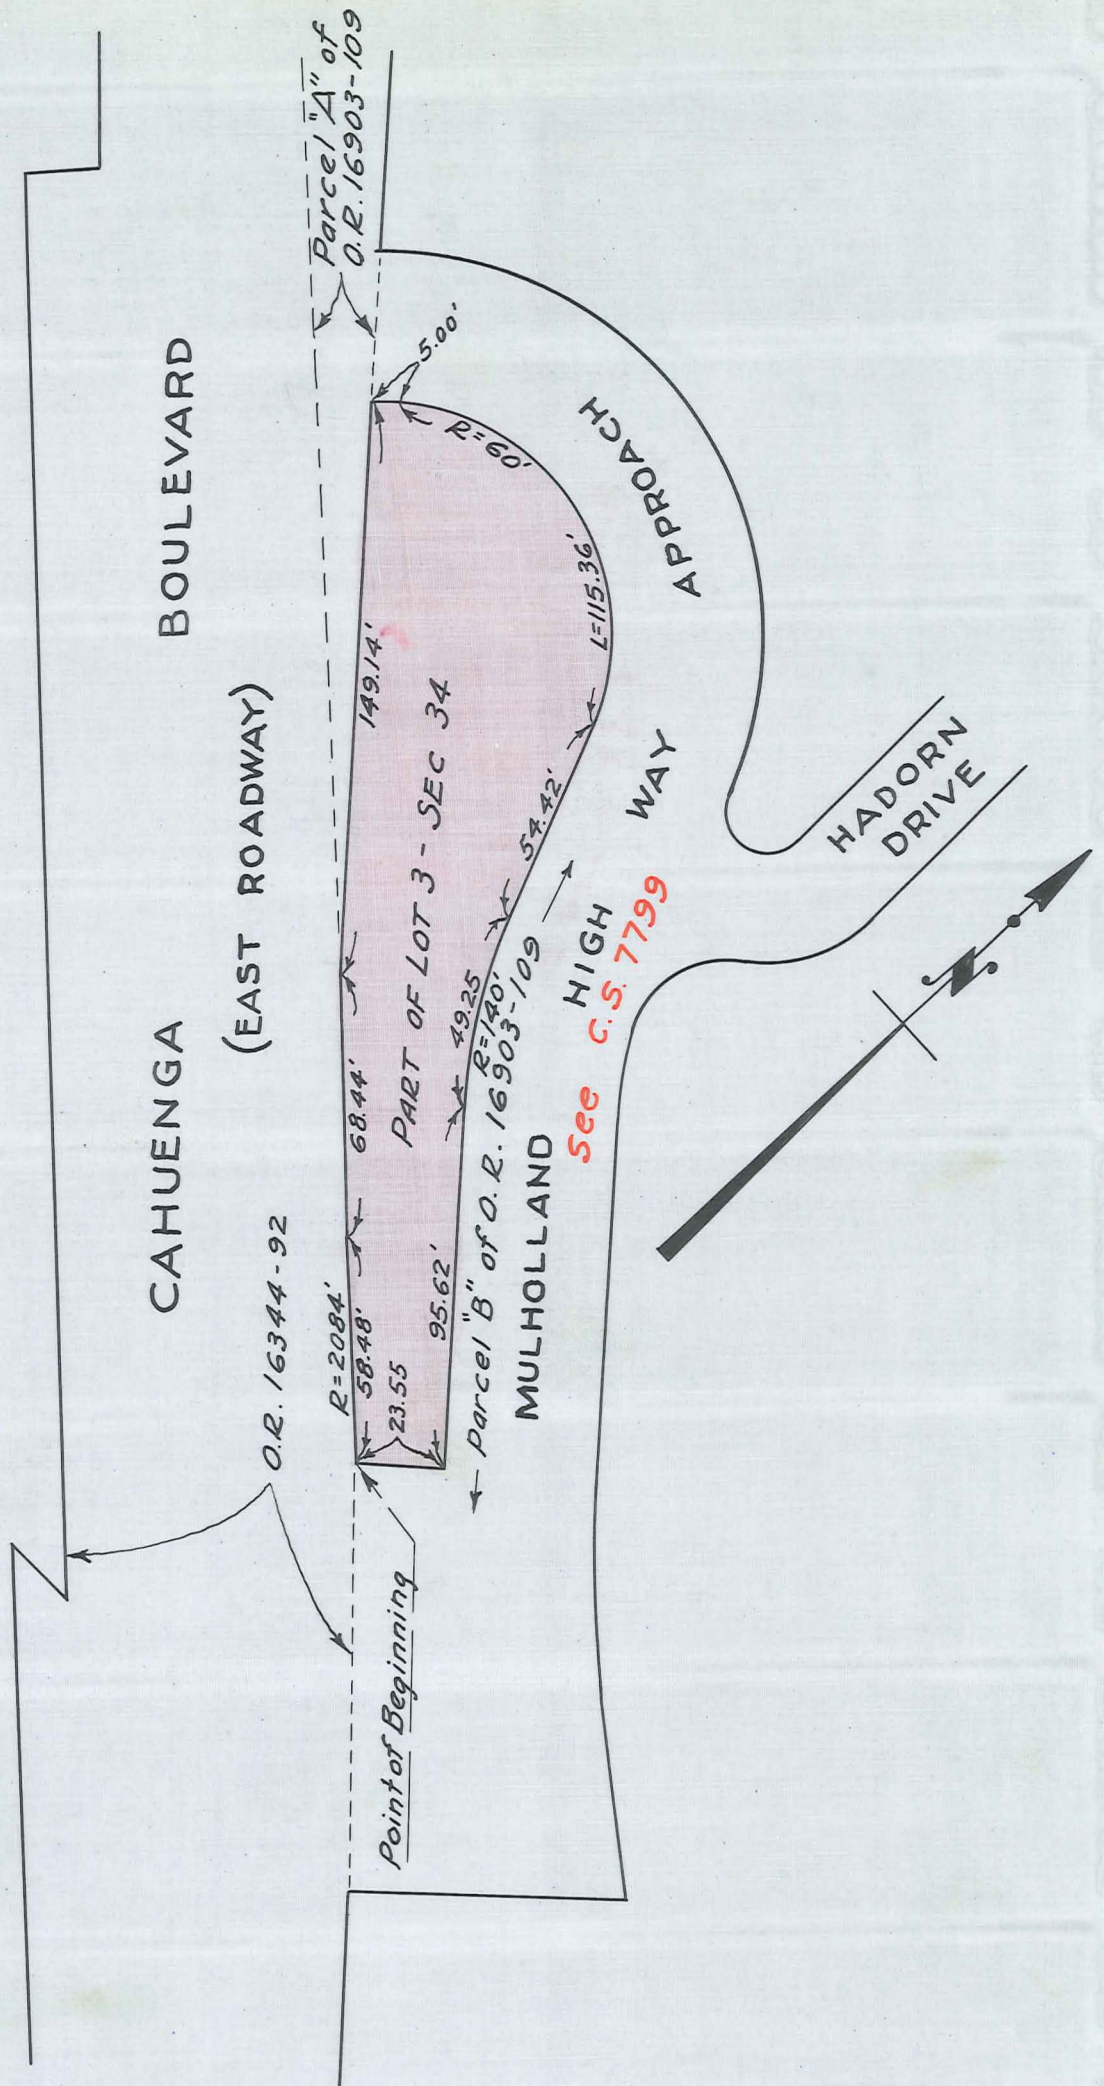 CAHUENGA BOULEVARD
(EAST ROADWAY)
Parcel "A" of
O.R. 16903-109
O.R. 16344-92
R=2084'
58.48'
68.44'
149.14'
5.00'
R=60'
L=115.36'
54.42'
49.25
R=140'
95.62'
23.55
PART OF LOT 3 - SEC 34
Parcel "B" of O.R. 16903-109
MULHOLLAND HIGH WAY
APPROACH
See C.S. 7799
HADORN
DRIVE
Point of Beginning